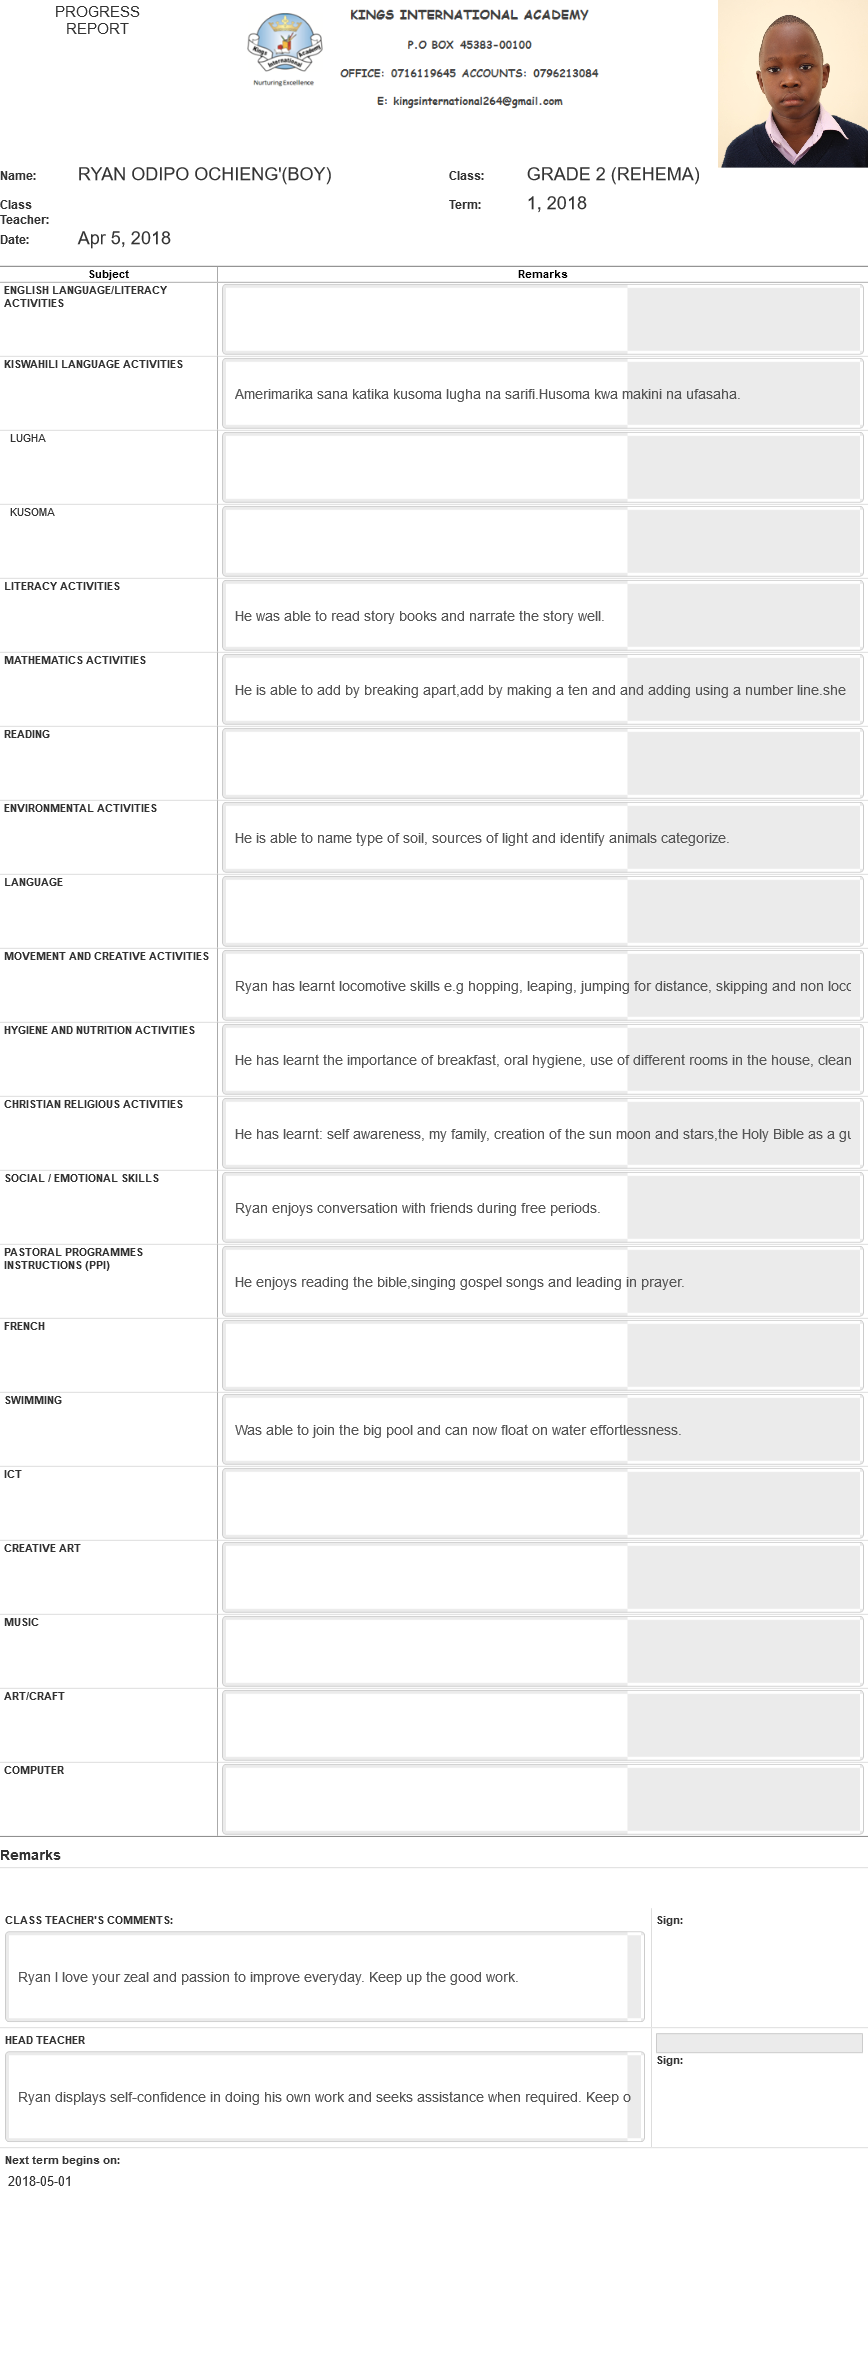 PROGRESS
REPORT
KINGS INTERNATIONAL ACADEMY
P.O BOX 45383-00100
OFFICE: 0716119645 ACCOUNTS: 0796213084
E: kingsinternational264@gmail.com
Kings International Academy
Nurturing Excellence
Name: RYAN ODIPO OCHIENG'(BOY) Class: GRADE 2 (REHEMA)
Class Teacher: Term: 1, 2018
Date: Apr 5, 2018
Subject Remarks
ENGLISH LANGUAGE/LITERACY
ACTIVITIES
KISWAHILI LANGUAGE ACTIVITIES
Amerimarika sana katika kusoma lugha na sarifi.Husoma kwa makini na ufasaha.
LUGHA
KUSOMA
LITERACY ACTIVITIES
He was able to read story books and narrate the story well.
MATHEMATICS ACTIVITIES
He is able to add by breaking apart,add by making a ten and and adding using a number line.she
READING
ENVIRONMENTAL ACTIVITIES
He is able to name type of soil, sources of light and identify animals categorize.
LANGUAGE
MOVEMENT AND CREATIVE ACTIVITIES
Ryan has learnt locomotive skills e.g hopping, leaping, jumping for distance, skipping and non loco
HYGIENE AND NUTRITION ACTIVITIES
He has learnt the importance of breakfast, oral hygiene, use of different rooms in the house, clean
CHRISTIAN RELIGIOUS ACTIVITIES
He has learnt: self awareness, my family, creation of the sun moon and stars,the Holy Bible as a gu
SOCIAL / EMOTIONAL SKILLS
Ryan enjoys conversation with friends during free periods.
PASTORAL PROGRAMMES
INSTRUCTIONS (PPI)
He enjoys reading the bible,singing gospel songs and leading in prayer.
FRENCH
SWIMMING
Was able to join the big pool and can now float on water effortlessness.
ICT
CREATIVE ART
MUSIC
ART/CRAFT
COMPUTER
Remarks
CLASS TEACHER'S COMMENTS: Sign:
Ryan I love your zeal and passion to improve everyday. Keep up the good work.
HEAD TEACHER
Sign:
Ryan displays self-confidence in doing his own work and seeks assistance when required. Keep o
Next term begins on:
2018-05-01